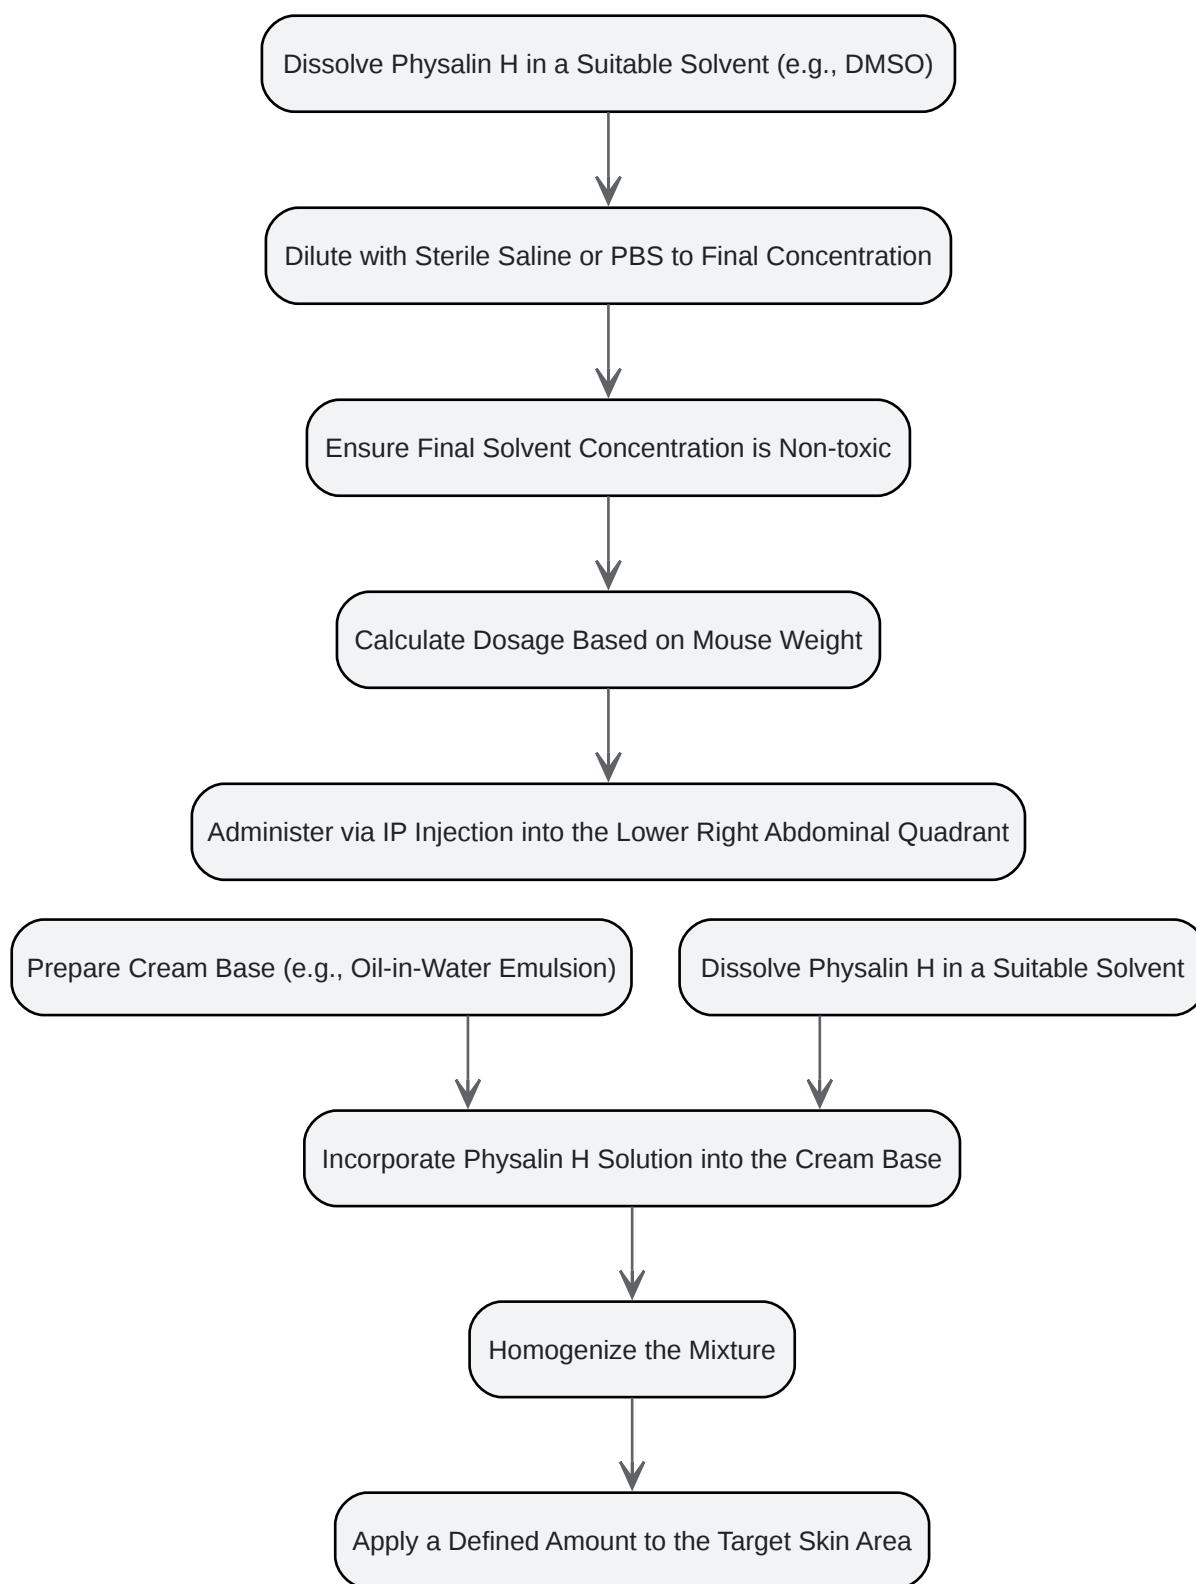 Dissolve Physalin H in a Suitable Solvent (e.g., DMSO)
Dilute with Sterile Saline or PBS to Final Concentration
Ensure Final Solvent Concentration is Non-toxic
Calculate Dosage Based on Mouse Weight
Administer via IP Injection into the Lower Right Abdominal Quadrant
Prepare Cream Base (e.g., Oil-in-Water Emulsion)
Dissolve Physalin H in a Suitable Solvent
Incorporate Physalin H Solution into the Cream Base
Homogenize the Mixture
Apply a Defined Amount to the Target Skin Area